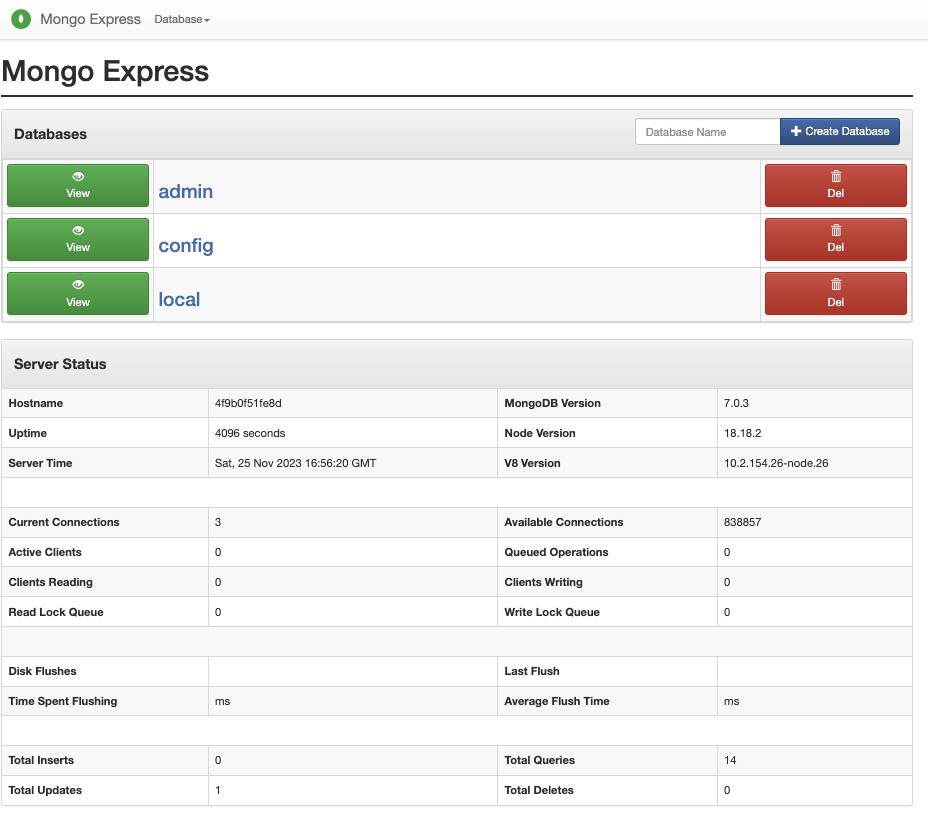 Mongo Express Database
Mongo Express
Databases Database Name Create Database
View admin Del
View config Del
View local Del
Server Status
Hostname 4f9b0f51fe8d MongoDB Version 7.0.3
Uptime 4096 seconds Node Version 18.18.2
Server Time Sat, 25 Nov 2023 16:56:20 GMT V8 Version 10.2.154.26-node.26
Current Connections 3 Available Connections 838857
Active Clients 0 Queued Operations 0
Clients Reading 0 Clients Writing 0
Read Lock Queue 0 Write Lock Queue 0
Disk Flushes Last Flush
Time Spent Flushing ms Average Flush Time ms
Total Inserts 0 Total Queries 14
Total Updates 1 Total Deletes 0